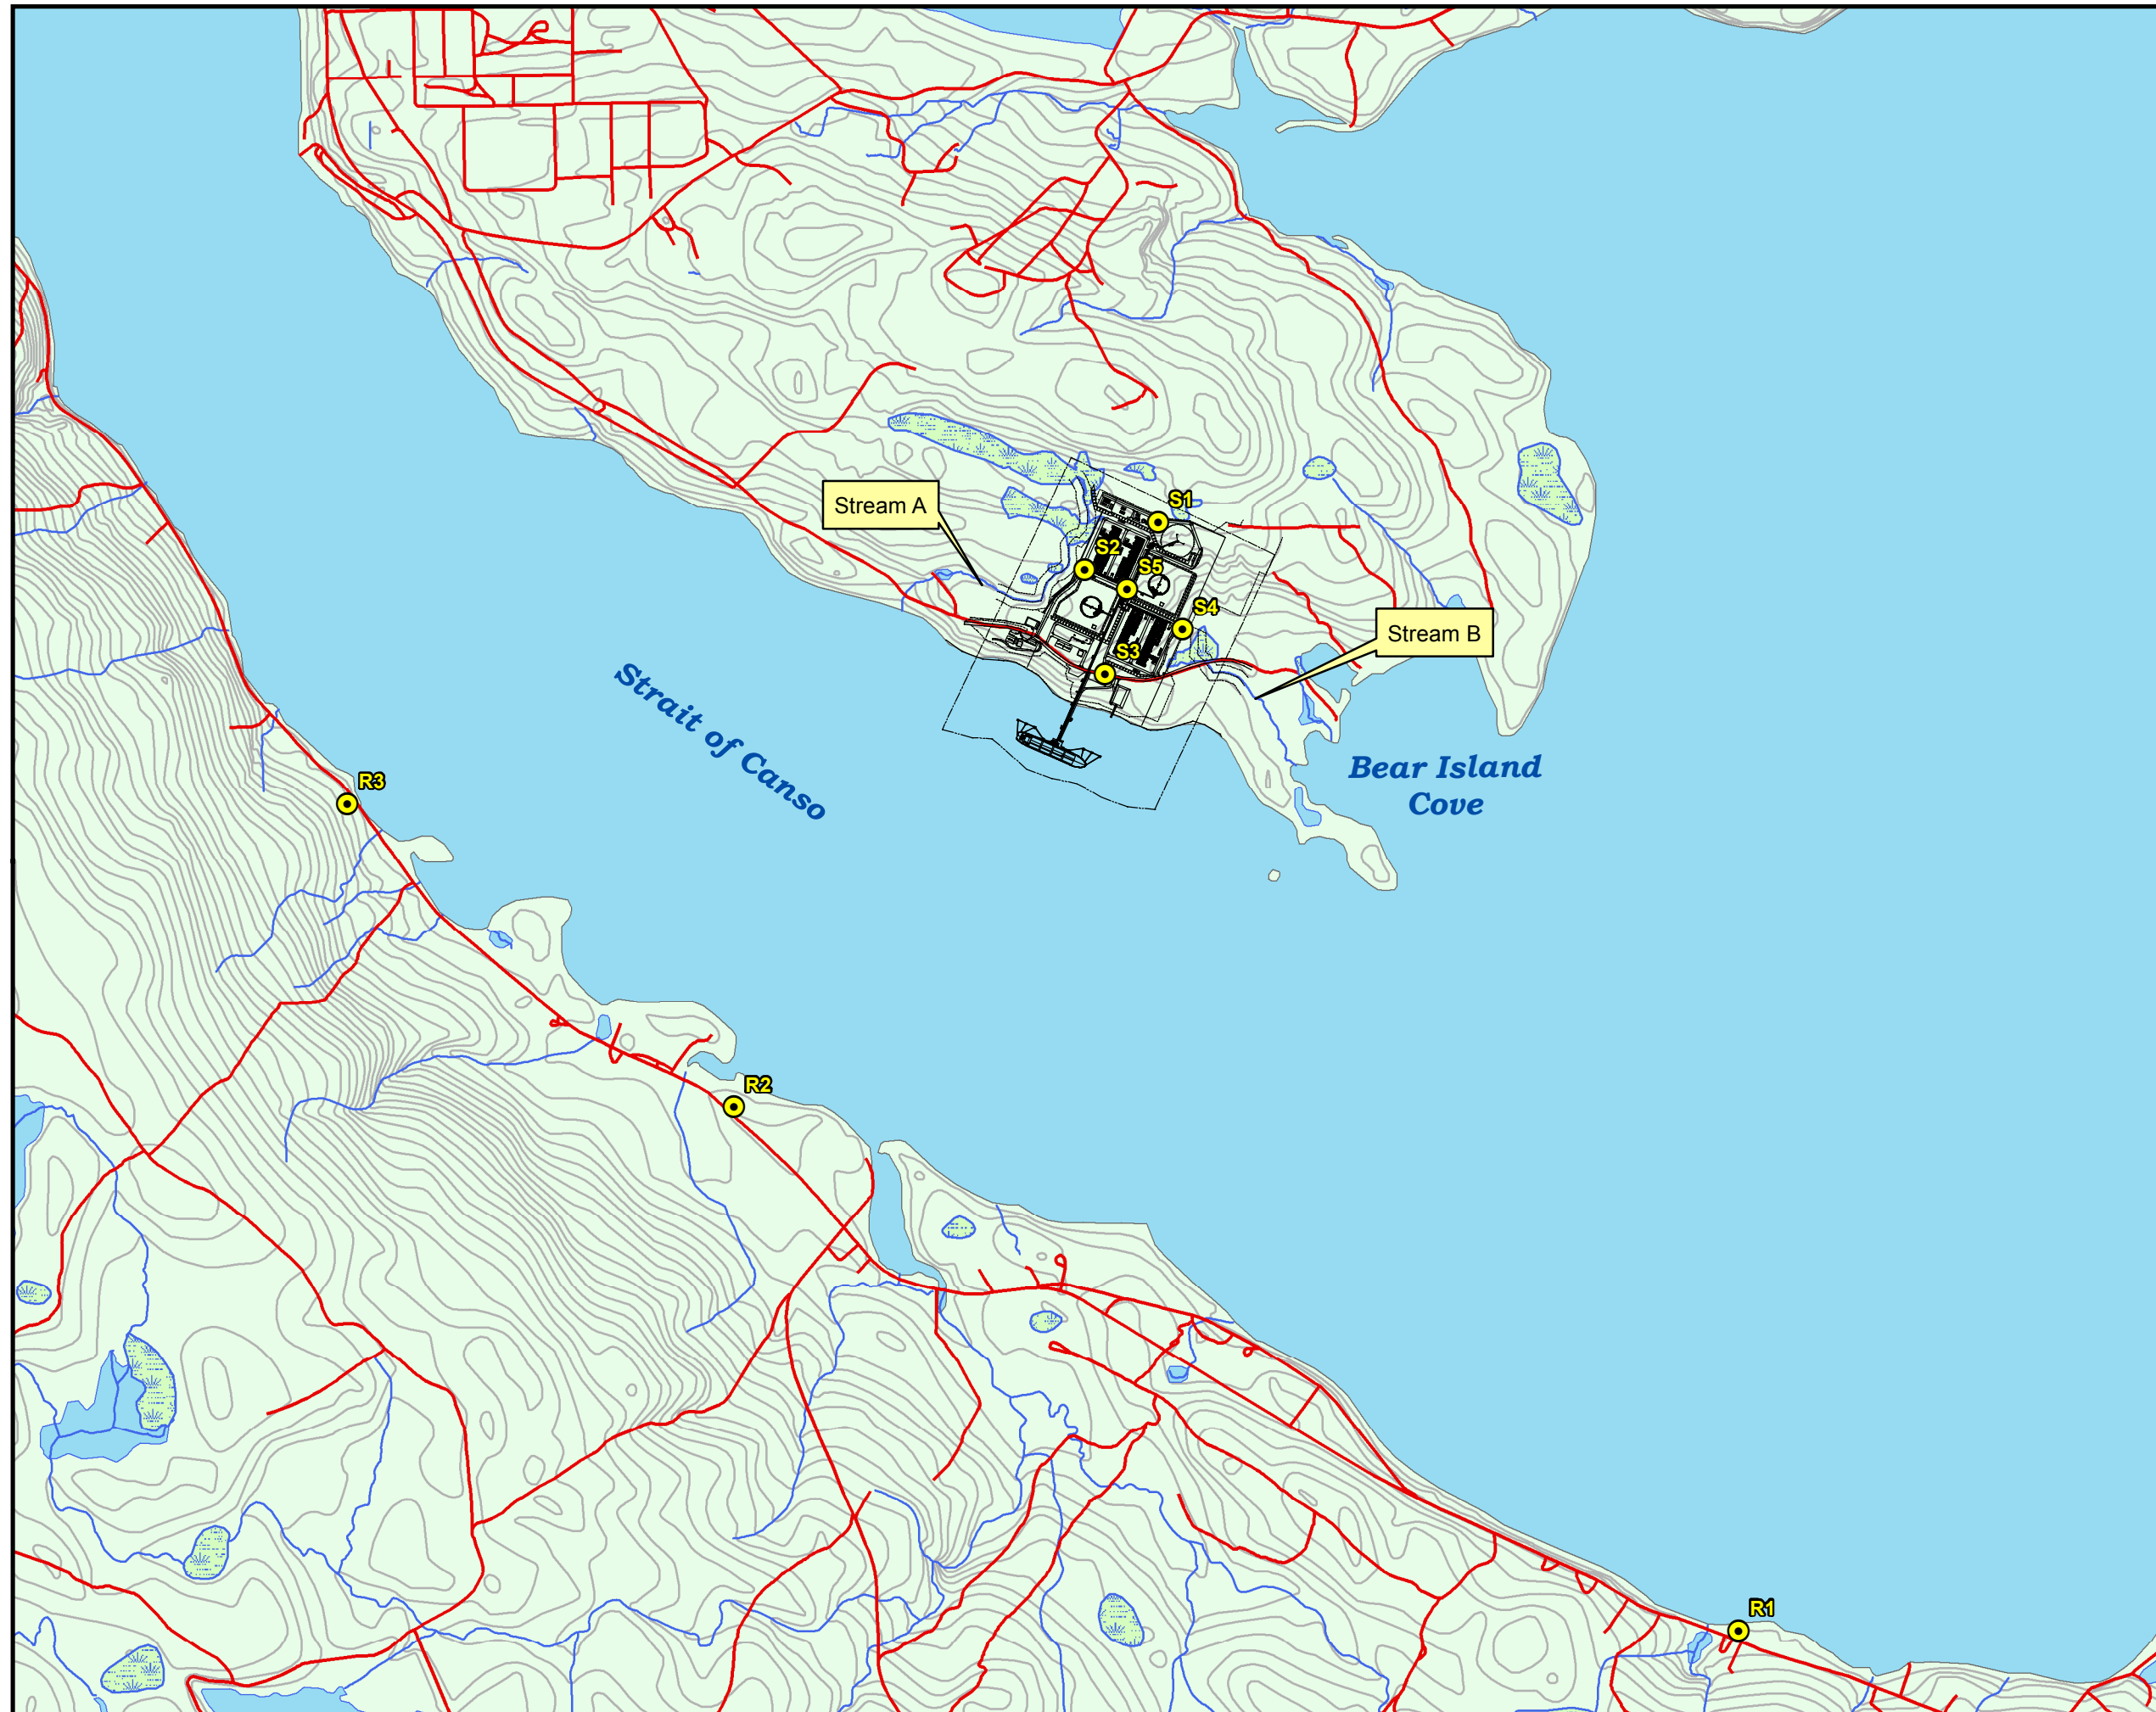 S1
Stream A
S2
S5
S4
Stream B
S3
Strait of Canso
Bear Island
Cove
R3
R2
R1